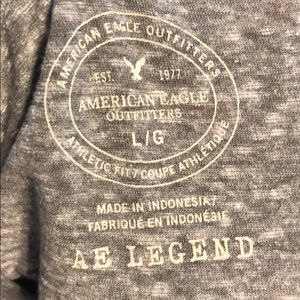 AMERICAN EAGLE OUTFITTERS
EST. 1977
AMERICAN EAGLE
OUTFITTERS
L/G
ATHLETIC FIT / COUPE ATHLÉTIQUE
MADE IN INDONESIA/
FABRIQUÉ EN INDONÉSIE
AE LEGEND